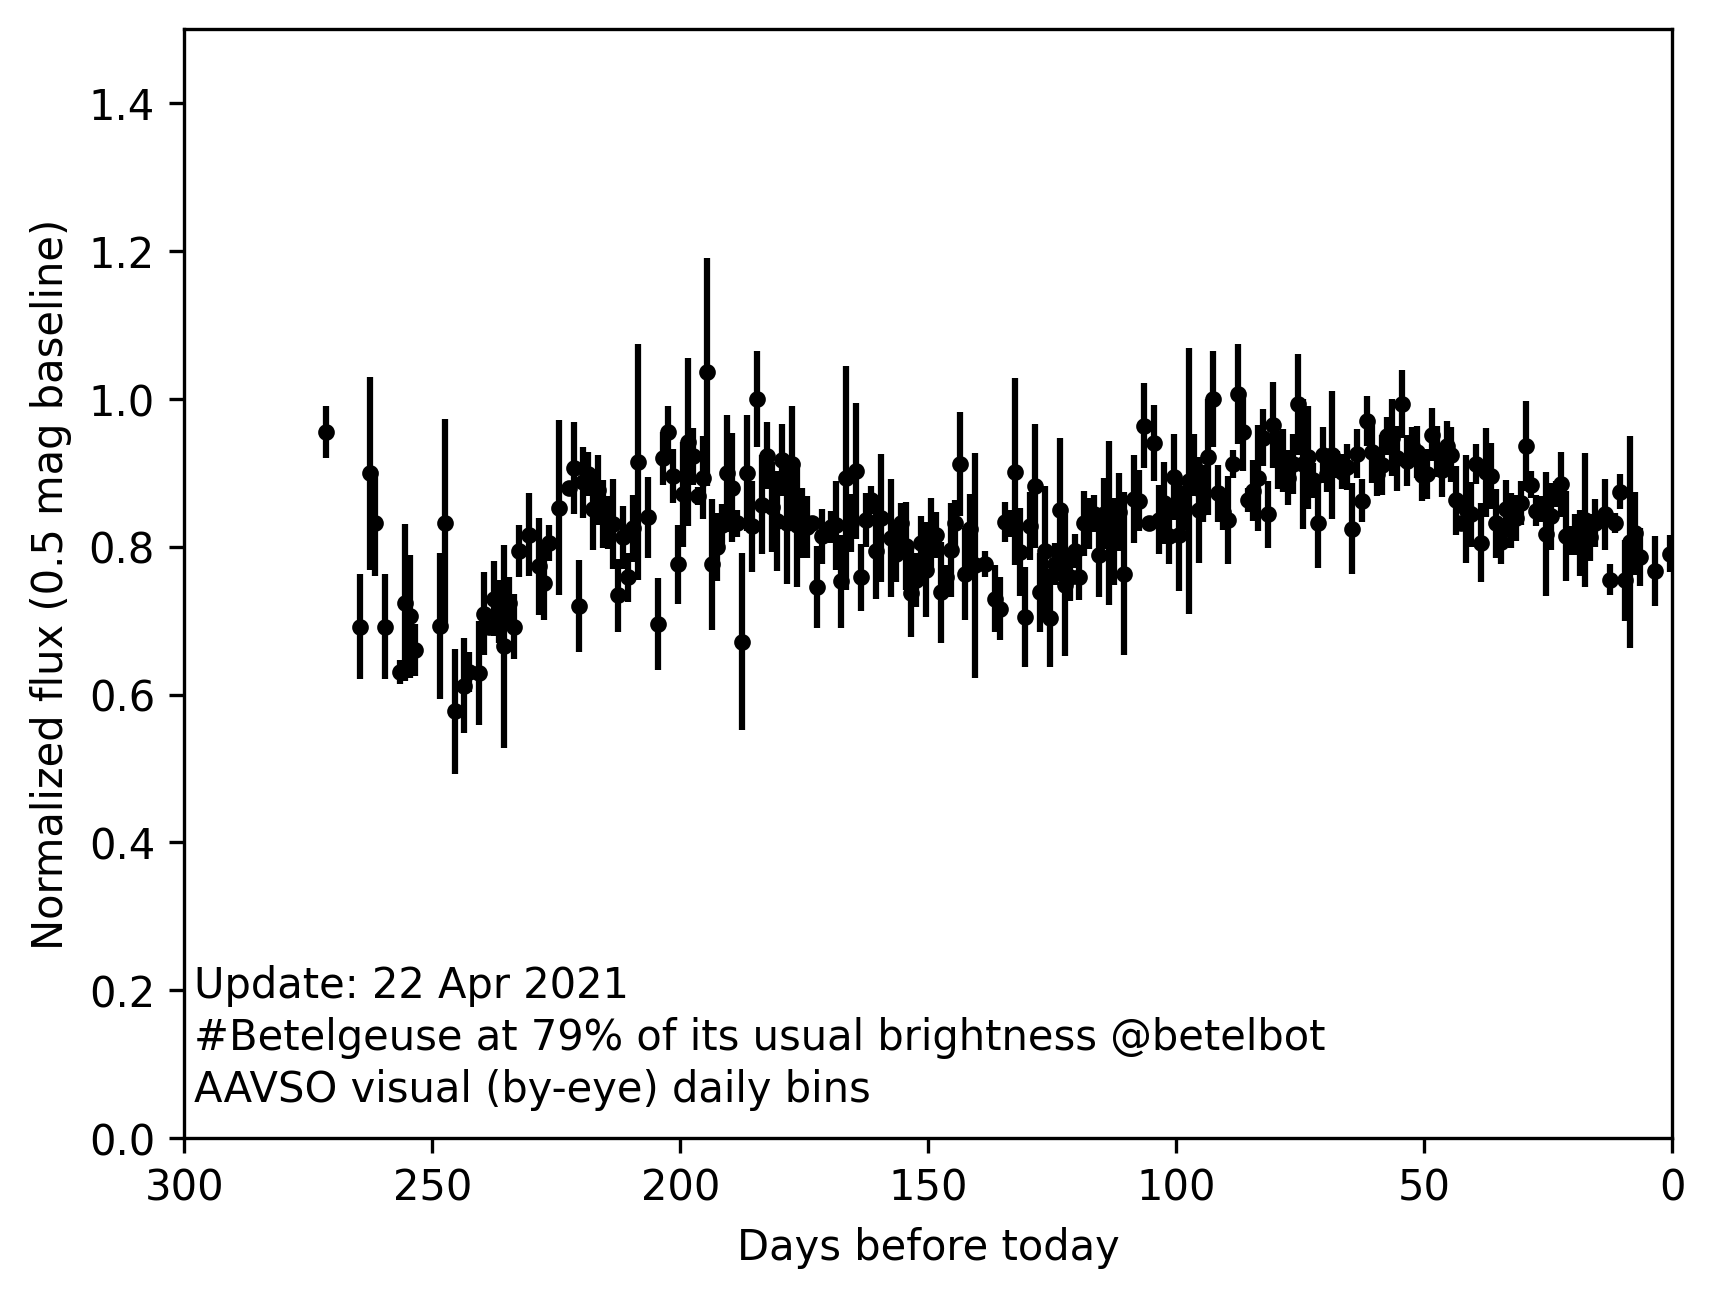 1.4
1.2
1.0
0.8
0.6
0.4
0.2
0.0
Normalized flux (0.5 mag baseline)
Update: 22 Apr 2021
#Betelgeuse at 79% of its usual brightness @betelbot
AAVSO visual (by-eye) daily bins
300 250 200 150 100 50 0
Days before today